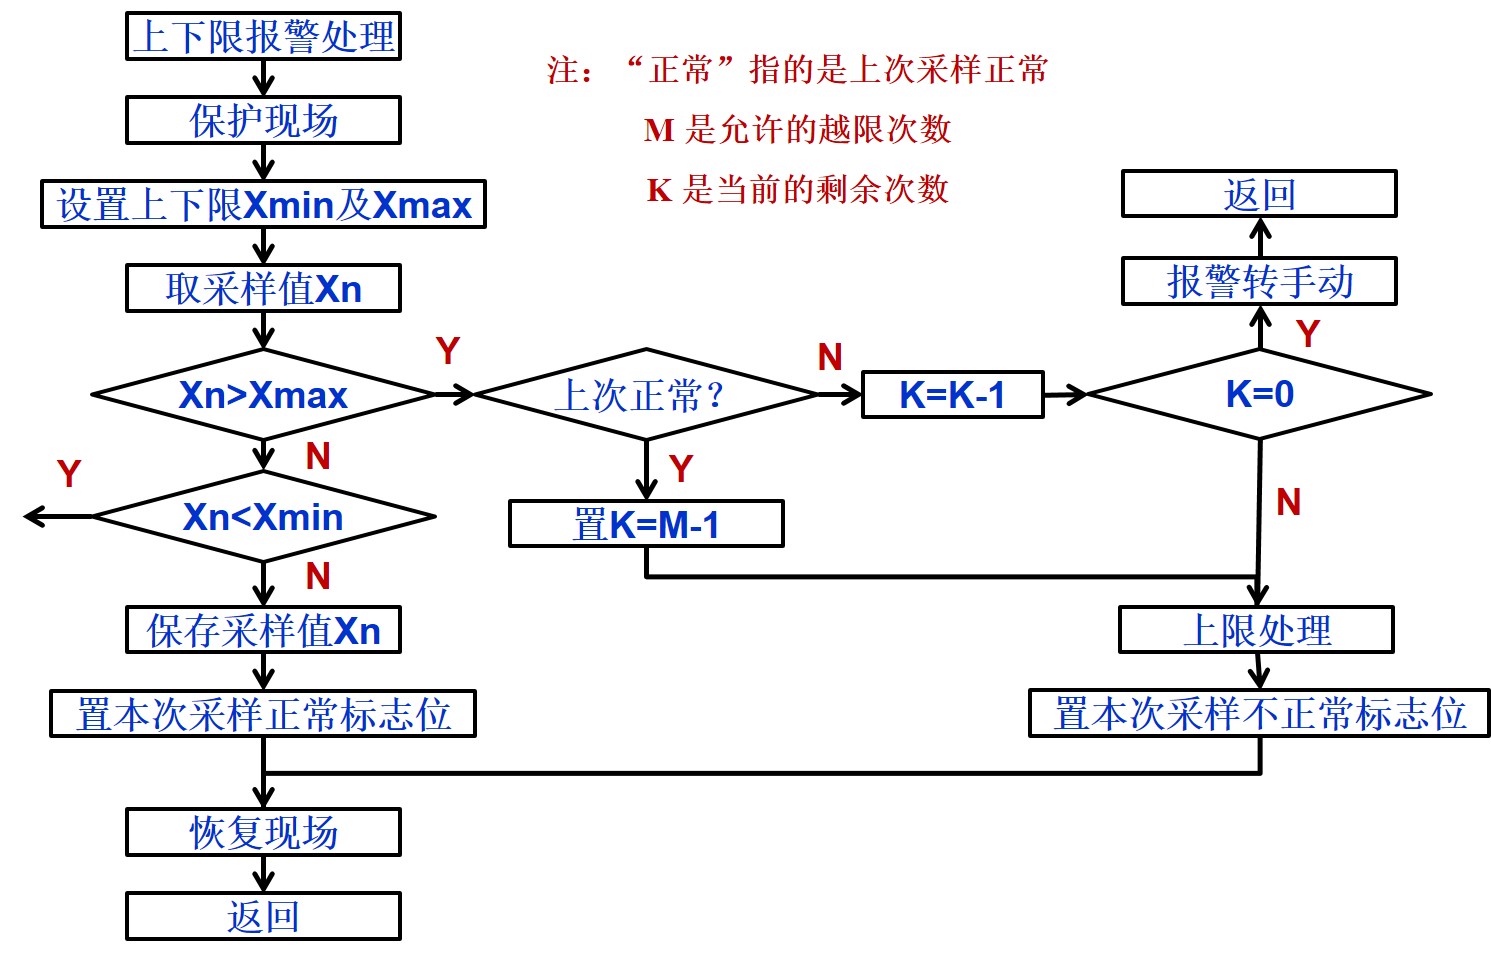 上下限报警处理
注：“正常”指的是上次采样正常
M 是允许的越限次数
K 是当前的剩余次数
保护现场
设置上下限Xmin及Xmax
取采样值Xn
Xn>Xmax
Y
N
上次正常?
N
Y
K=K-1
K=0
Y
N
报警转手动
返回
置K=M-1
Xn<Xmin
Y
N
保存采样值Xn
置本次采样正常标志位
上限处理
置本次采样不正常标志位
恢复现场
返回